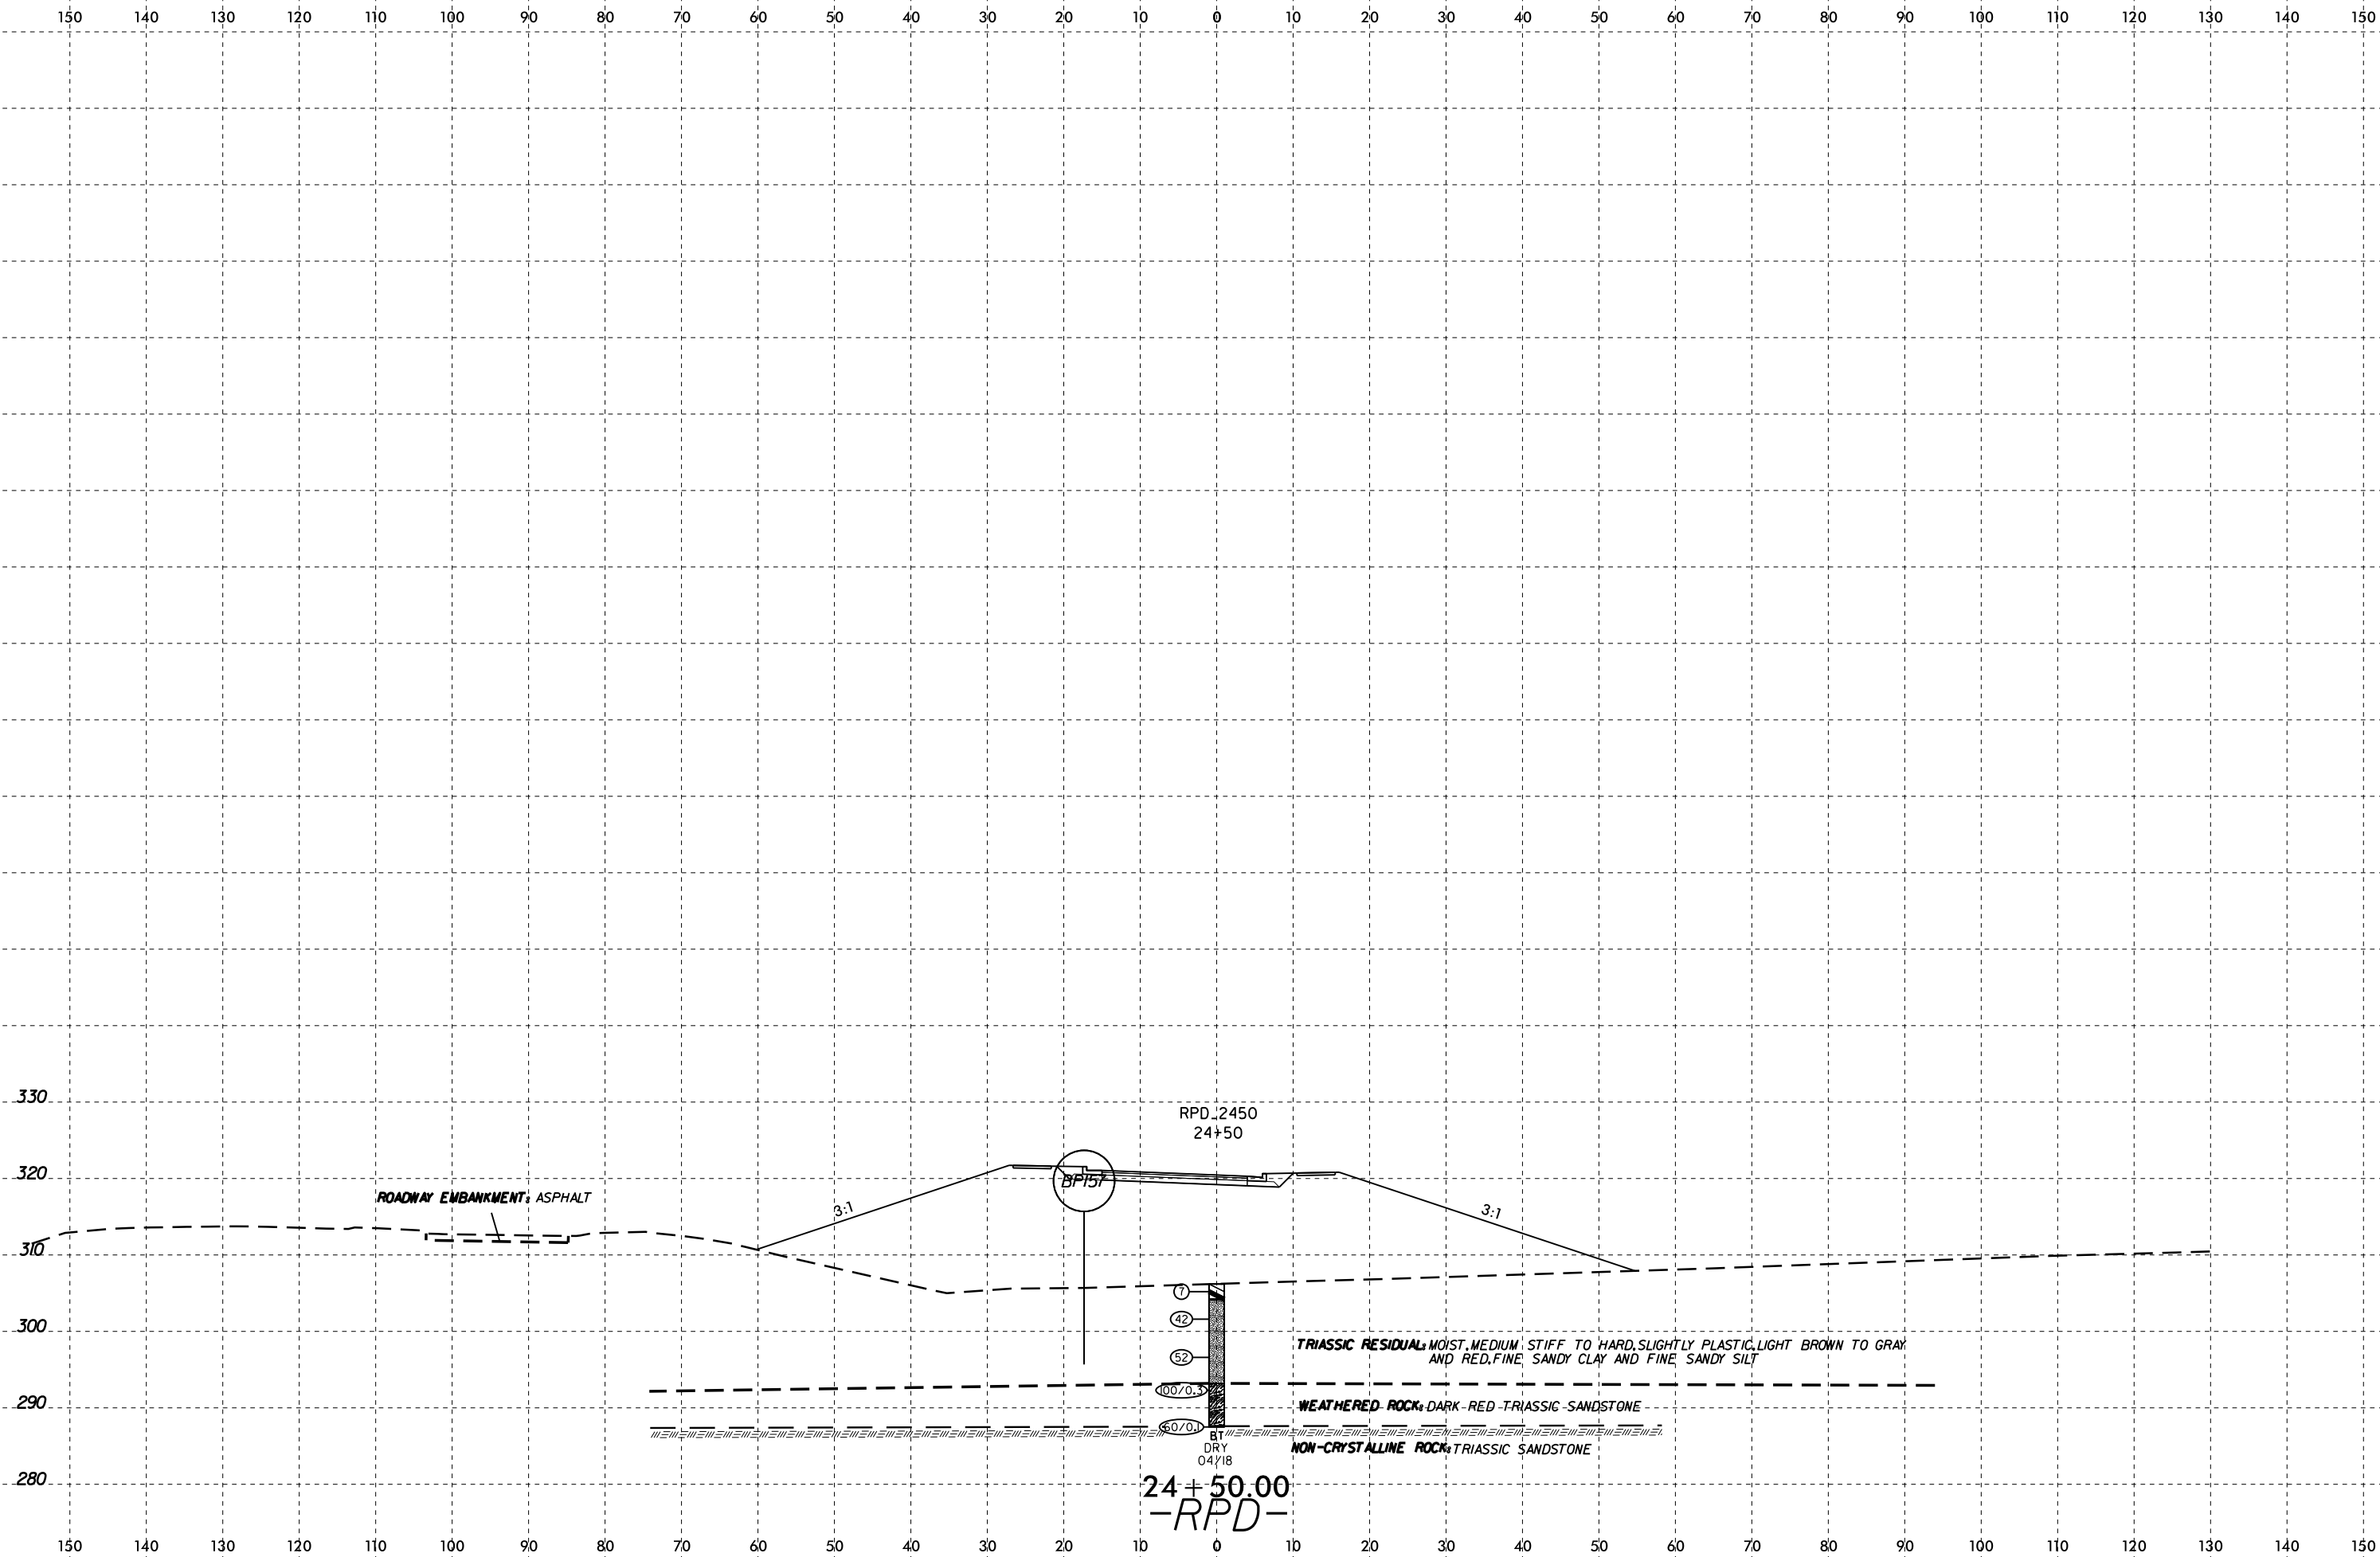 150 140 130 120 110 100 90 80 70 60 50 40 30 20 10 0 10 20 30 40 50 60 70 80 90 100 110 120 130 140 150
330
RPD_2450
24+50
320
BP157
ROADWAY EMBANKMENT: ASPHALT
3:1
3:1
310
7
42
300
TRIASSIC RESIDUAL: MOIST, MEDIUM STIFF TO HARD, SLIGHTLY PLASTIC, LIGHT BROWN TO GRAY
52
AND RED, FINE SANDY CLAY AND FINE SANDY SILT
100/0.3
290
WEATHERED ROCK: DARK RED TRIASSIC SANDSTONE
60/0.1
BT
DRY
NON-CRYSTALLINE ROCK: TRIASSIC SANDSTONE
04/18
280
24+50.00
-RPD-
150 140 130 120 110 100 90 80 70 60 50 40 30 20 10 0 10 20 30 40 50 60 70 80 90 100 110 120 130 140 150